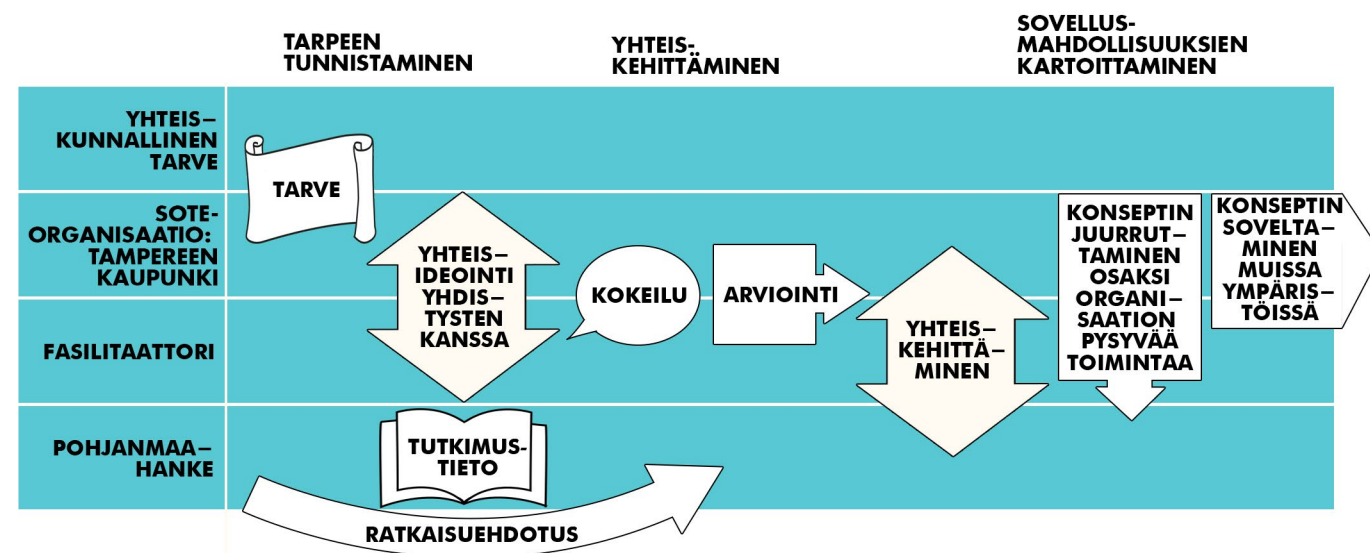 TARPEEN
TUNNISTAMINEN
YHTEIS-
KEHITTÄMINEN
SOVELLUS-
MAHDOLLISUUKSIEN
KARTOITTAMINEN
YHTEIS–
KUNNALLINEN
TARVE
TARVE
SOTE-
ORGANISAATIO:
TAMPEREEN
KAUPUNKI
YHTEIS–
IDEOINTI
YHDIS–
TYSTEN
KANSSA
KOKEILU
ARVIOINTI
KONSEPTIN
JUURRUT–
TAMINEN
OSAKSI
ORGANI–
SAATION
PYSYVÄÄ
TOIMINTAA
KONSEPTIN
SOVELTA–
MINEN
MUISSA
YMPÄRIS–
TÖISSÄ
FASILITAATTORI
YHTEIS–
KEHITTÄ–
MINEN
POHJANMAA–
HANKE
TUTKIMUS-
TIETO
RATKAISUEHDOTUS